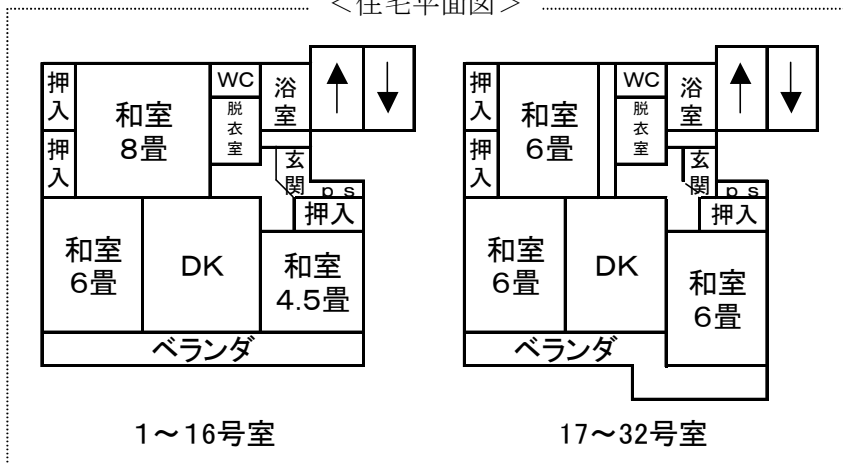 ＜住宅平面図＞
押入
和室
8畳
WC
脱衣室
浴室
押入
玄関
ps
押入
和室
6畳
DK
和室
4.5畳
ベランダ
1～16号室
押入
和室
6畳
WC
脱衣室
浴室
押入
玄関
ps
押入
和室
6畳
DK
和室
6畳
ベランダ
17～32号室